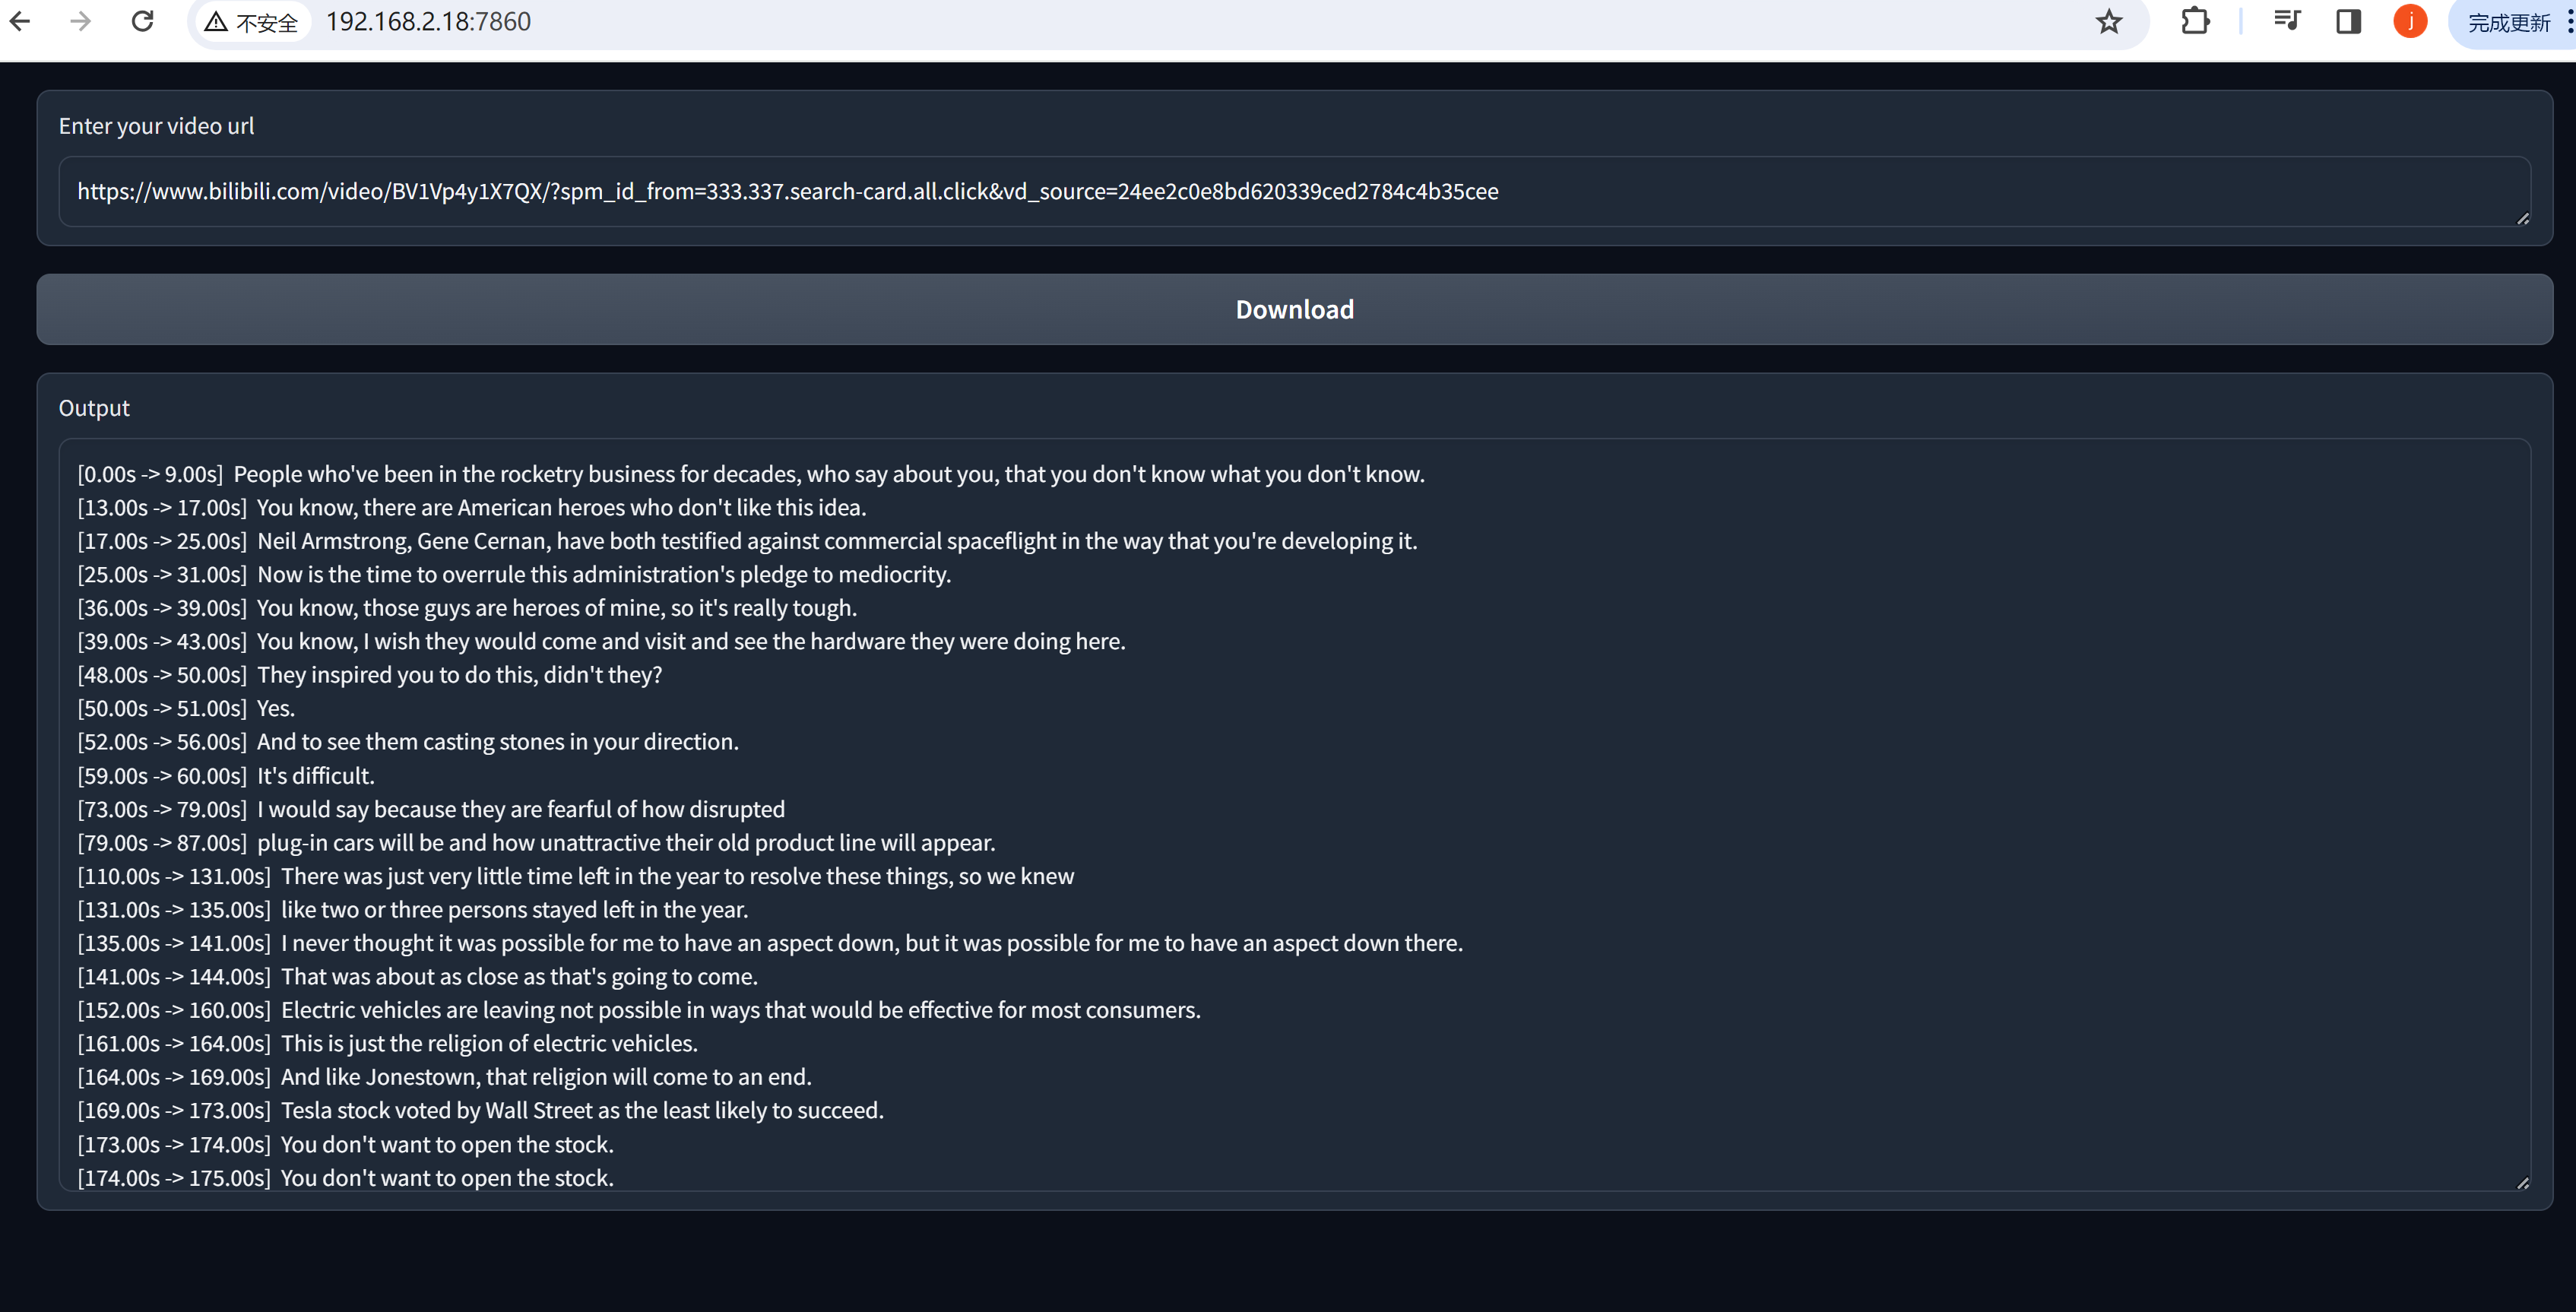 不安全 192.168.2.18:7860 j 完成更新
Enter your video url
https://www.bilibili.com/video/BV1Vp4y1X7QX/?spm_id_from=333.337.search-card.all.click&vd_source=24ee2c0e8bd620339ced2784c4b35cee
Download
Output
[0.00s -> 9.00s] People who've been in the rocketry business for decades, who say about you, that you don't know what you don't know.
[13.00s -> 17.00s] You know, there are American heroes who don't like this idea.
[17.00s -> 25.00s] Neil Armstrong, Gene Cernan, have both testified against commercial spaceflight in the way that you're developing it.
[25.00s -> 31.00s] Now is the time to overrule this administration's pledge to mediocrity.
[36.00s -> 39.00s] You know, those guys are heroes of mine, so it's really tough.
[39.00s -> 43.00s] You know, I wish they would come and visit and see the hardware they were doing here.
[48.00s -> 50.00s] They inspired you to do this, didn't they?
[50.00s -> 51.00s] Yes.
[52.00s -> 56.00s] And to see them casting stones in your direction.
[59.00s -> 60.00s] It's difficult.
[73.00s -> 79.00s] I would say because they are fearful of how disrupted
[79.00s -> 87.00s] plug-in cars will be and how unattractive their old product line will appear.
[110.00s -> 131.00s] There was just very little time left in the year to resolve these things, so we knew
[131.00s -> 135.00s] like two or three persons stayed left in the year.
[135.00s -> 141.00s] I never thought it was possible for me to have an aspect down, but it was possible for me to have an aspect down there.
[141.00s -> 144.00s] That was about as close as that's going to come.
[152.00s -> 160.00s] Electric vehicles are leaving not possible in ways that would be effective for most consumers.
[161.00s -> 164.00s] This is just the religion of electric vehicles.
[164.00s -> 169.00s] And like Jonestown, that religion will come to an end.
[169.00s -> 173.00s] Tesla stock voted by Wall Street as the least likely to succeed.
[173.00s -> 174.00s] You don't want to open the stock.
[174.00s -> 175.00s] You don't want to open the stock.